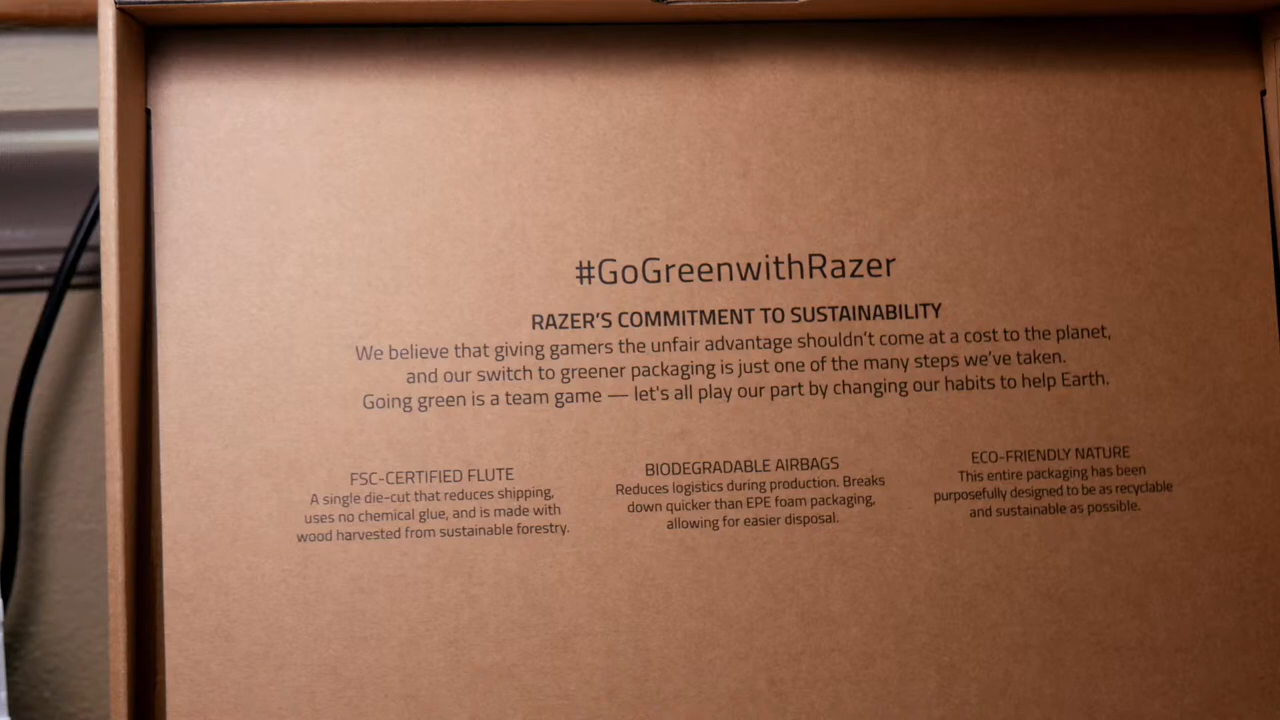 #GoGreenwithRazer
RAZER'S COMMITMENT TO SUSTAINABILITY
We believe that giving gamers the unfair advantage shouldn't come at a cost to the planet,
and our switch to greener packaging is just one of the many steps we've taken.
Going green is a team game — let's all play our part by changing our habits to help Earth.
FSC-CERTIFIED FLUTE
A single die-cut that reduces shipping,
uses no chemical glue, and is made with
wood harvested from sustainable forestry.
BIODEGRADABLE AIRBAGS
Reduces logistics during production. Breaks
down quicker than EPE foam packaging,
allowing for easier disposal.
ECO-FRIENDLY NATURE
This entire packaging has been
purposefully designed to be as recyclable
and sustainable as possible.